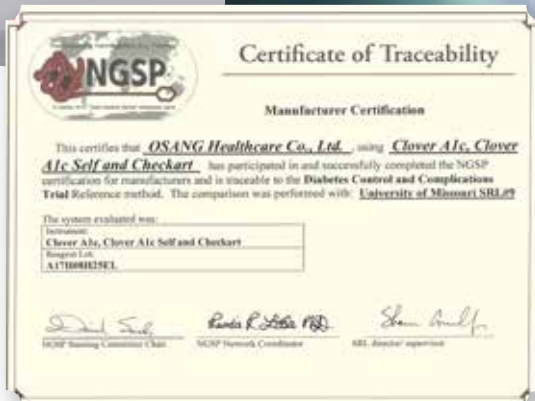 NGSP
Certificate of Traceability
Manufacturer Certification
This certifies that OSANG Healthcare Co., Ltd. , using Clover A1c, Clover
A1c Self and Checkart has participated in and successfully completed the NGSP
certification for manufacturers and is traceable to the Diabetes Control and Complications
Trial Reference method. The comparison was performed with: University of Missouri SRL#9
The system evaluated was:
Instrument:
Clover A1c, Clover A1c Self and Checkart
Reagent Lot:
NGSP Steering Committee Chair
NGSP Network Coordinator
SRL director/ supervisor